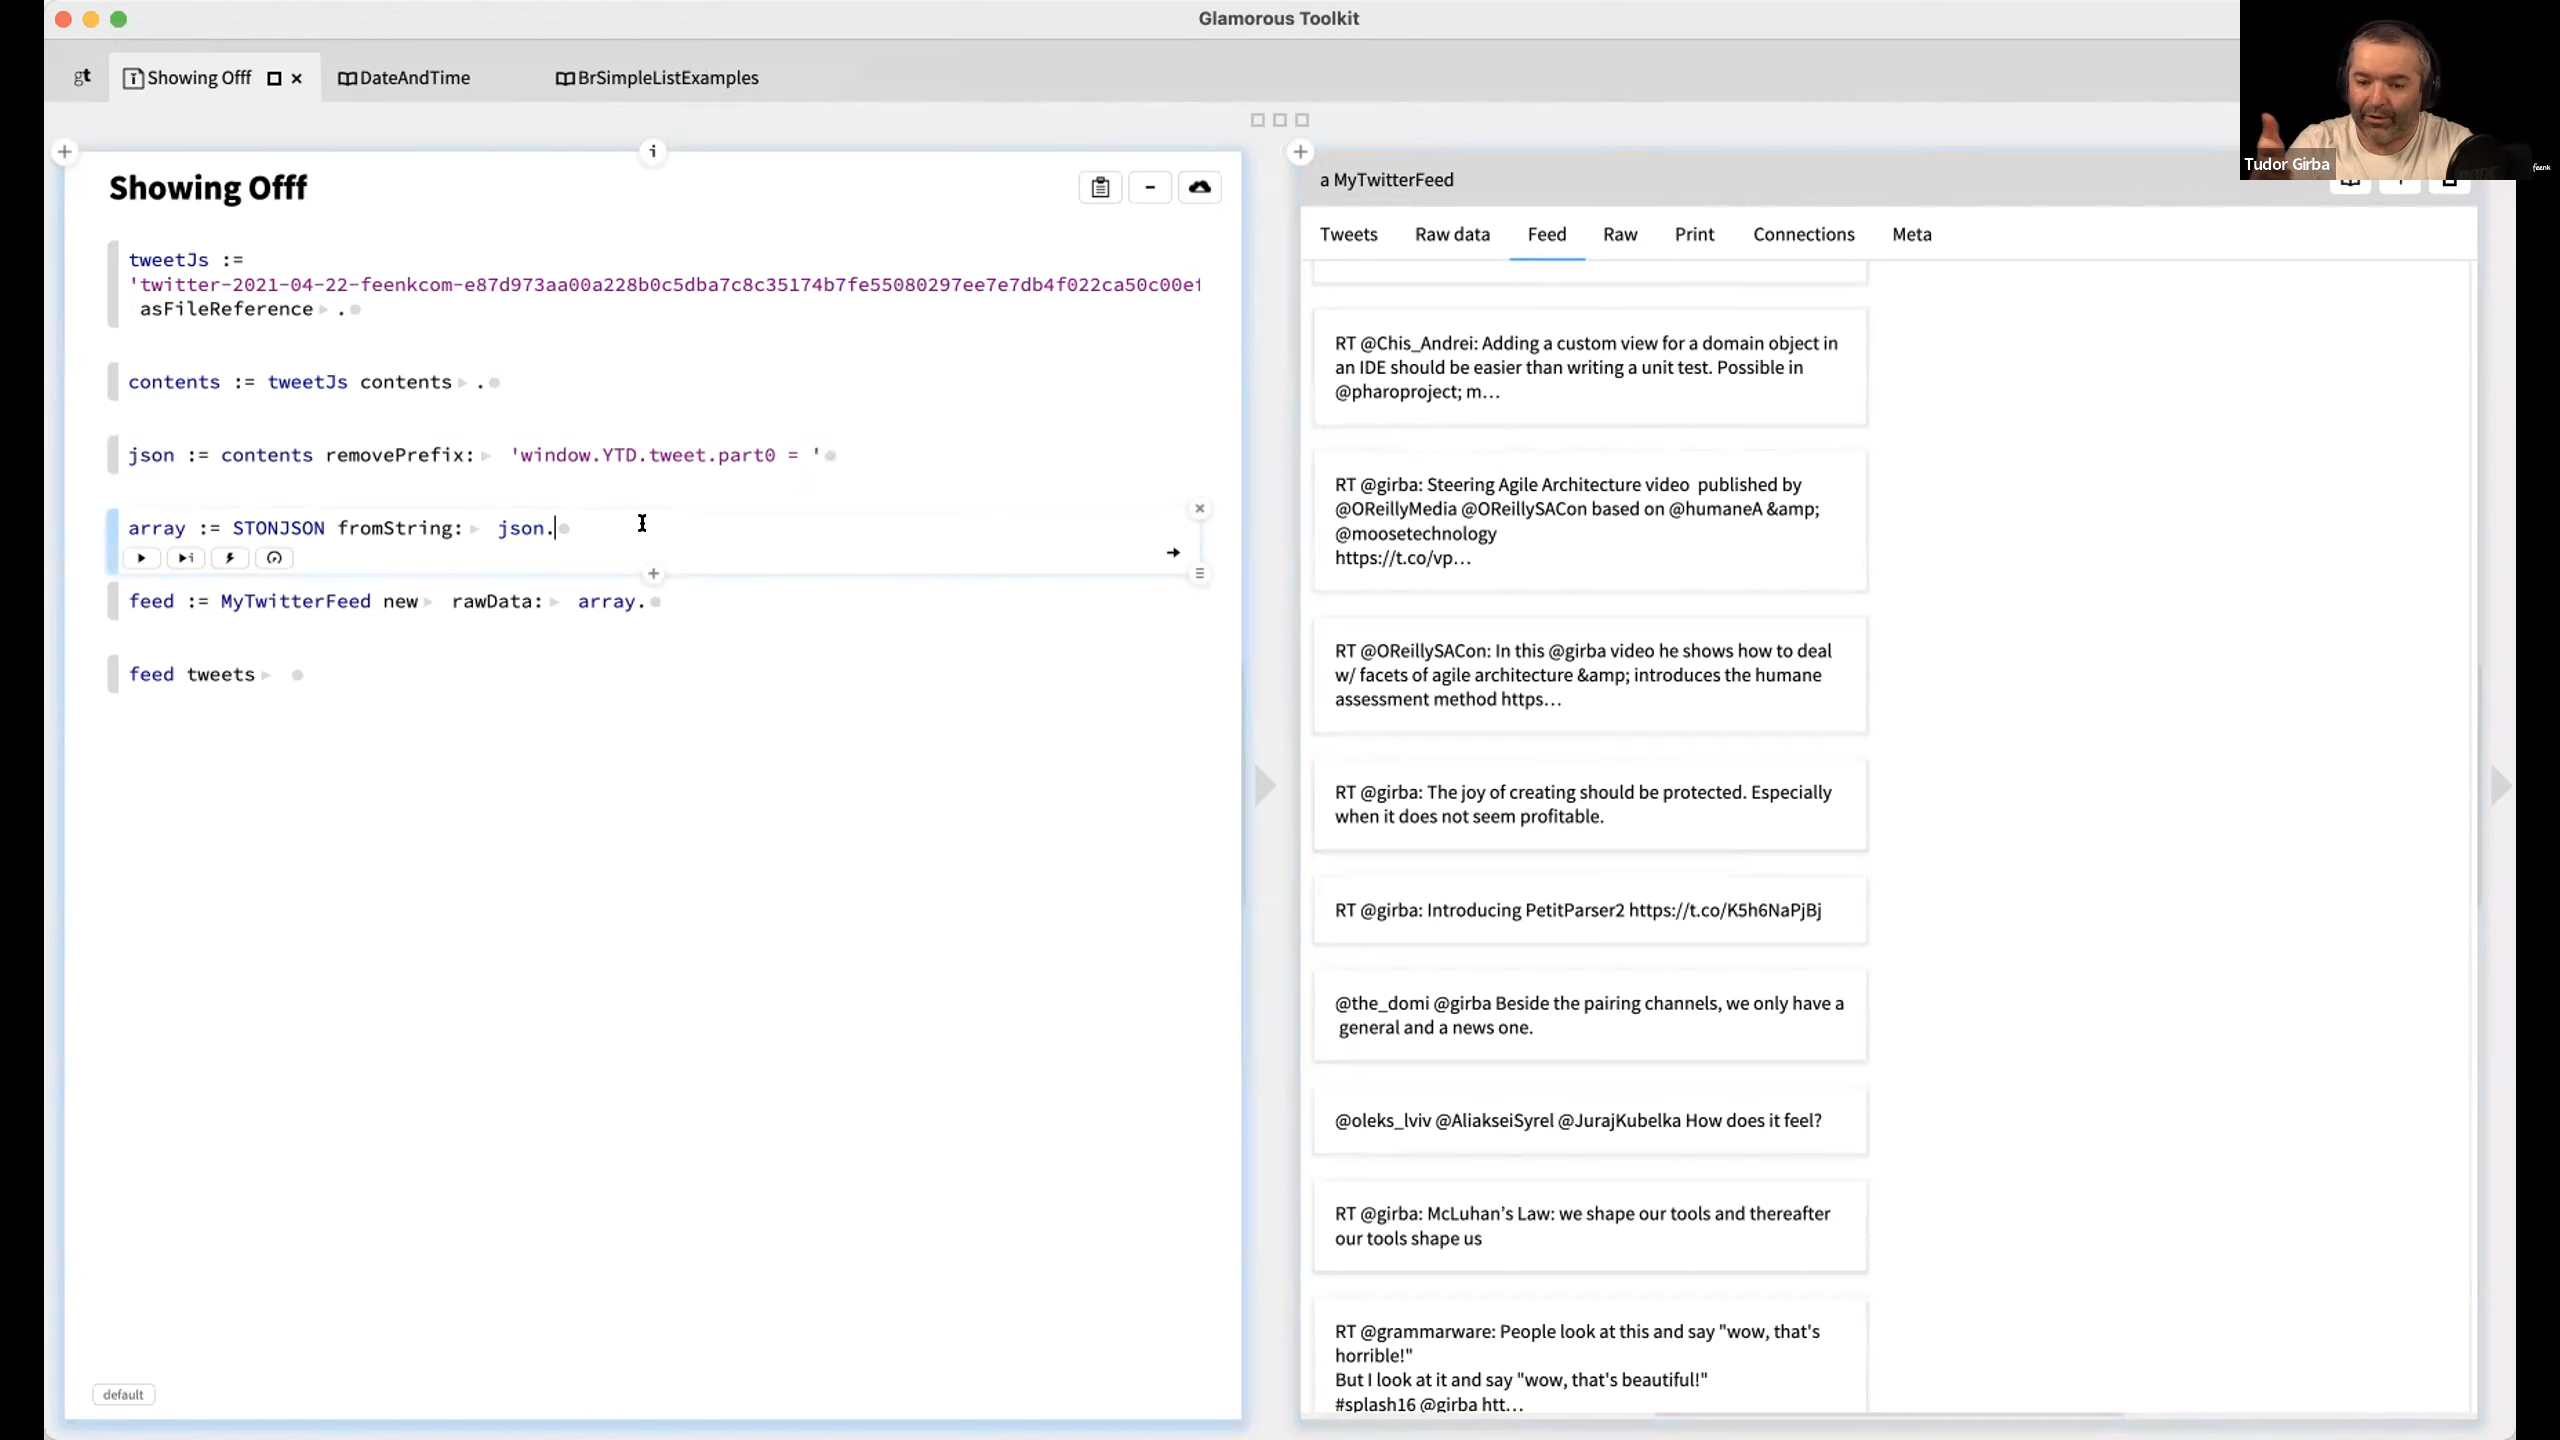 Glamorous Toolkit
gt
Showing Offf
DateAndTime
BrSimpleListExamples
Tudor Girba
feenk
Showing Offf
tweetJs :=
'twitter-2021-04-22-feenkcom-e87d973aa00a228b0c5dba7c8c35174b7fe55080297ee7e7db4f022ca50c00ef
asFileReference .
contents := tweetJs contents .
json := contents removePrefix: 'window.YTD.tweet.part0 = '
array := STONJSON fromString: json.
feed := MyTwitterFeed new rawData: array.
feed tweets
default
a MyTwitterFeed
Tweets Raw data Feed Raw Print Connections Meta
RT @Chis_Andrei: Adding a custom view for a domain object in
an IDE should be easier than writing a unit test. Possible in
@pharoproject; m…
RT @girba: Steering Agile Architecture video published by
@OReillyMedia @OReillySACon based on @humaneA &amp;
@moosetechnology
https://t.co/vp…
RT @OReillySACon: In this @girba video he shows how to deal
w/ facets of agile architecture &amp; introduces the humane
assessment method https…
RT @girba: The joy of creating should be protected. Especially
when it does not seem profitable.
RT @girba: Introducing PetitParser2 https://t.co/K5h6NaPjBj
@the_domi @girba Beside the pairing channels, we only have a
general and a news one.
@oleks_lviv @AliakseiSyrel @JurajKubelka How does it feel?
RT @girba: McLuhan’s Law: we shape our tools and thereafter
our tools shape us
RT @grammarware: People look at this and say "wow, that's
horrible!"
But I look at it and say "wow, that's beautiful!"
#splash16 @girba htt…